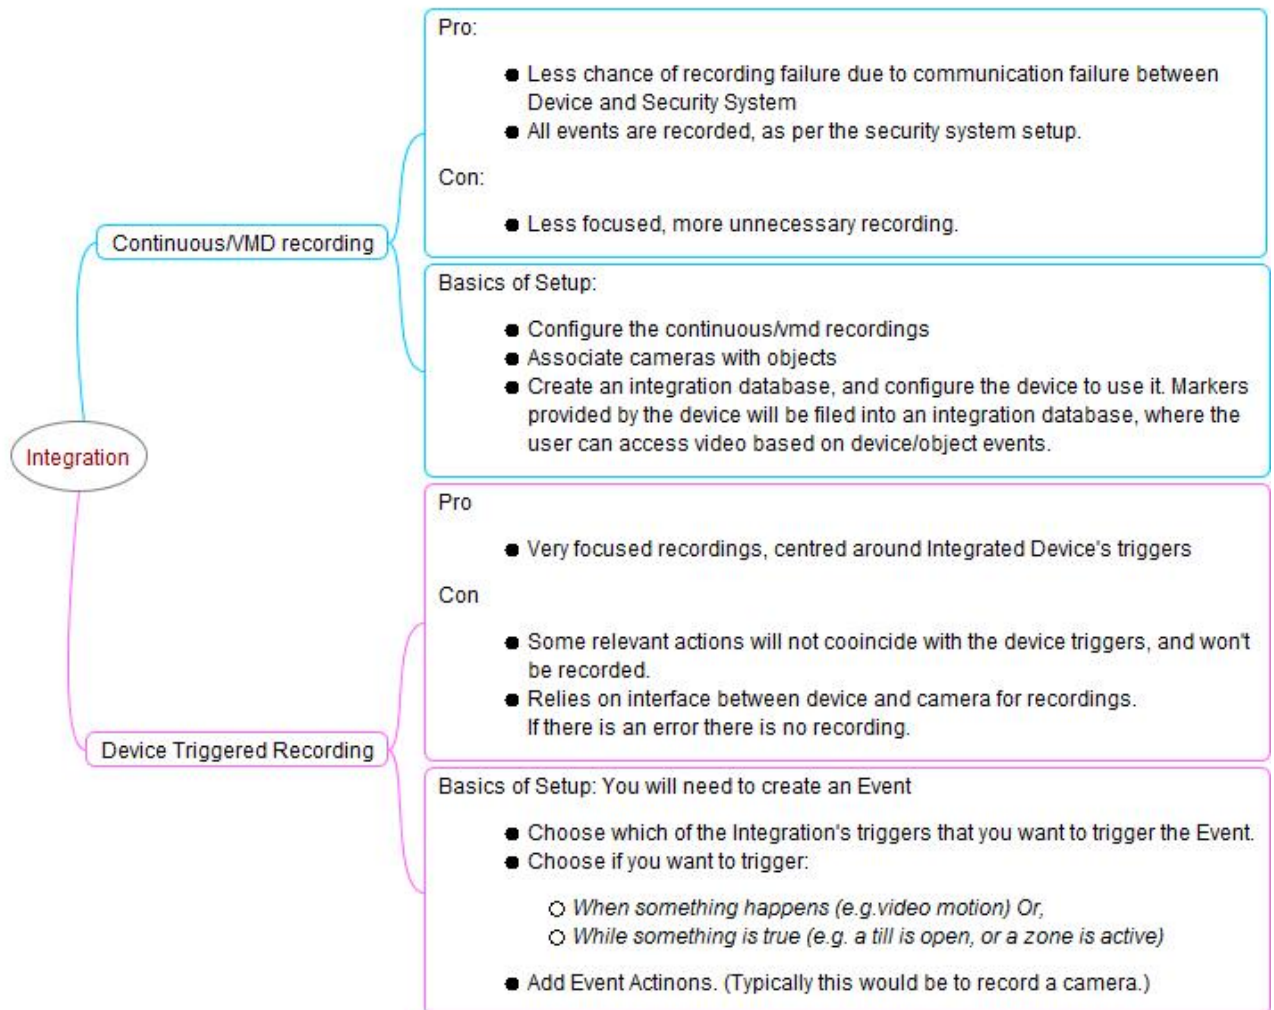 Integration
Continuous/VMD recording
Pro:
● Less chance of recording failure due to communication failure between
Device and Security System
● All events are recorded, as per the security system setup.
Con:
● Less focused, more unnecessary recording.
Basics of Setup:
● Configure the continuous/vmd recordings
● Associate cameras with objects
● Create an integration database, and configure the device to use it. Markers
provided by the device will be filed into an integration database, where the
user can access video based on device/object events.
Device Triggered Recording
Pro
● Very focused recordings, centred around Integrated Device's triggers
Con
● Some relevant actions will not cooincide with the device triggers, and won't
be recorded.
● Relies on interface between device and camera for recordings.
If there is an error there is no recording.
Basics of Setup: You will need to create an Event
● Choose which of the Integration's triggers that you want to trigger the Event.
● Choose if you want to trigger:
○ When something happens (e.g.video motion) Or,
○ While something is true (e.g. a till is open, or a zone is active)
● Add Event Actinons. (Typically this would be to record a camera.)